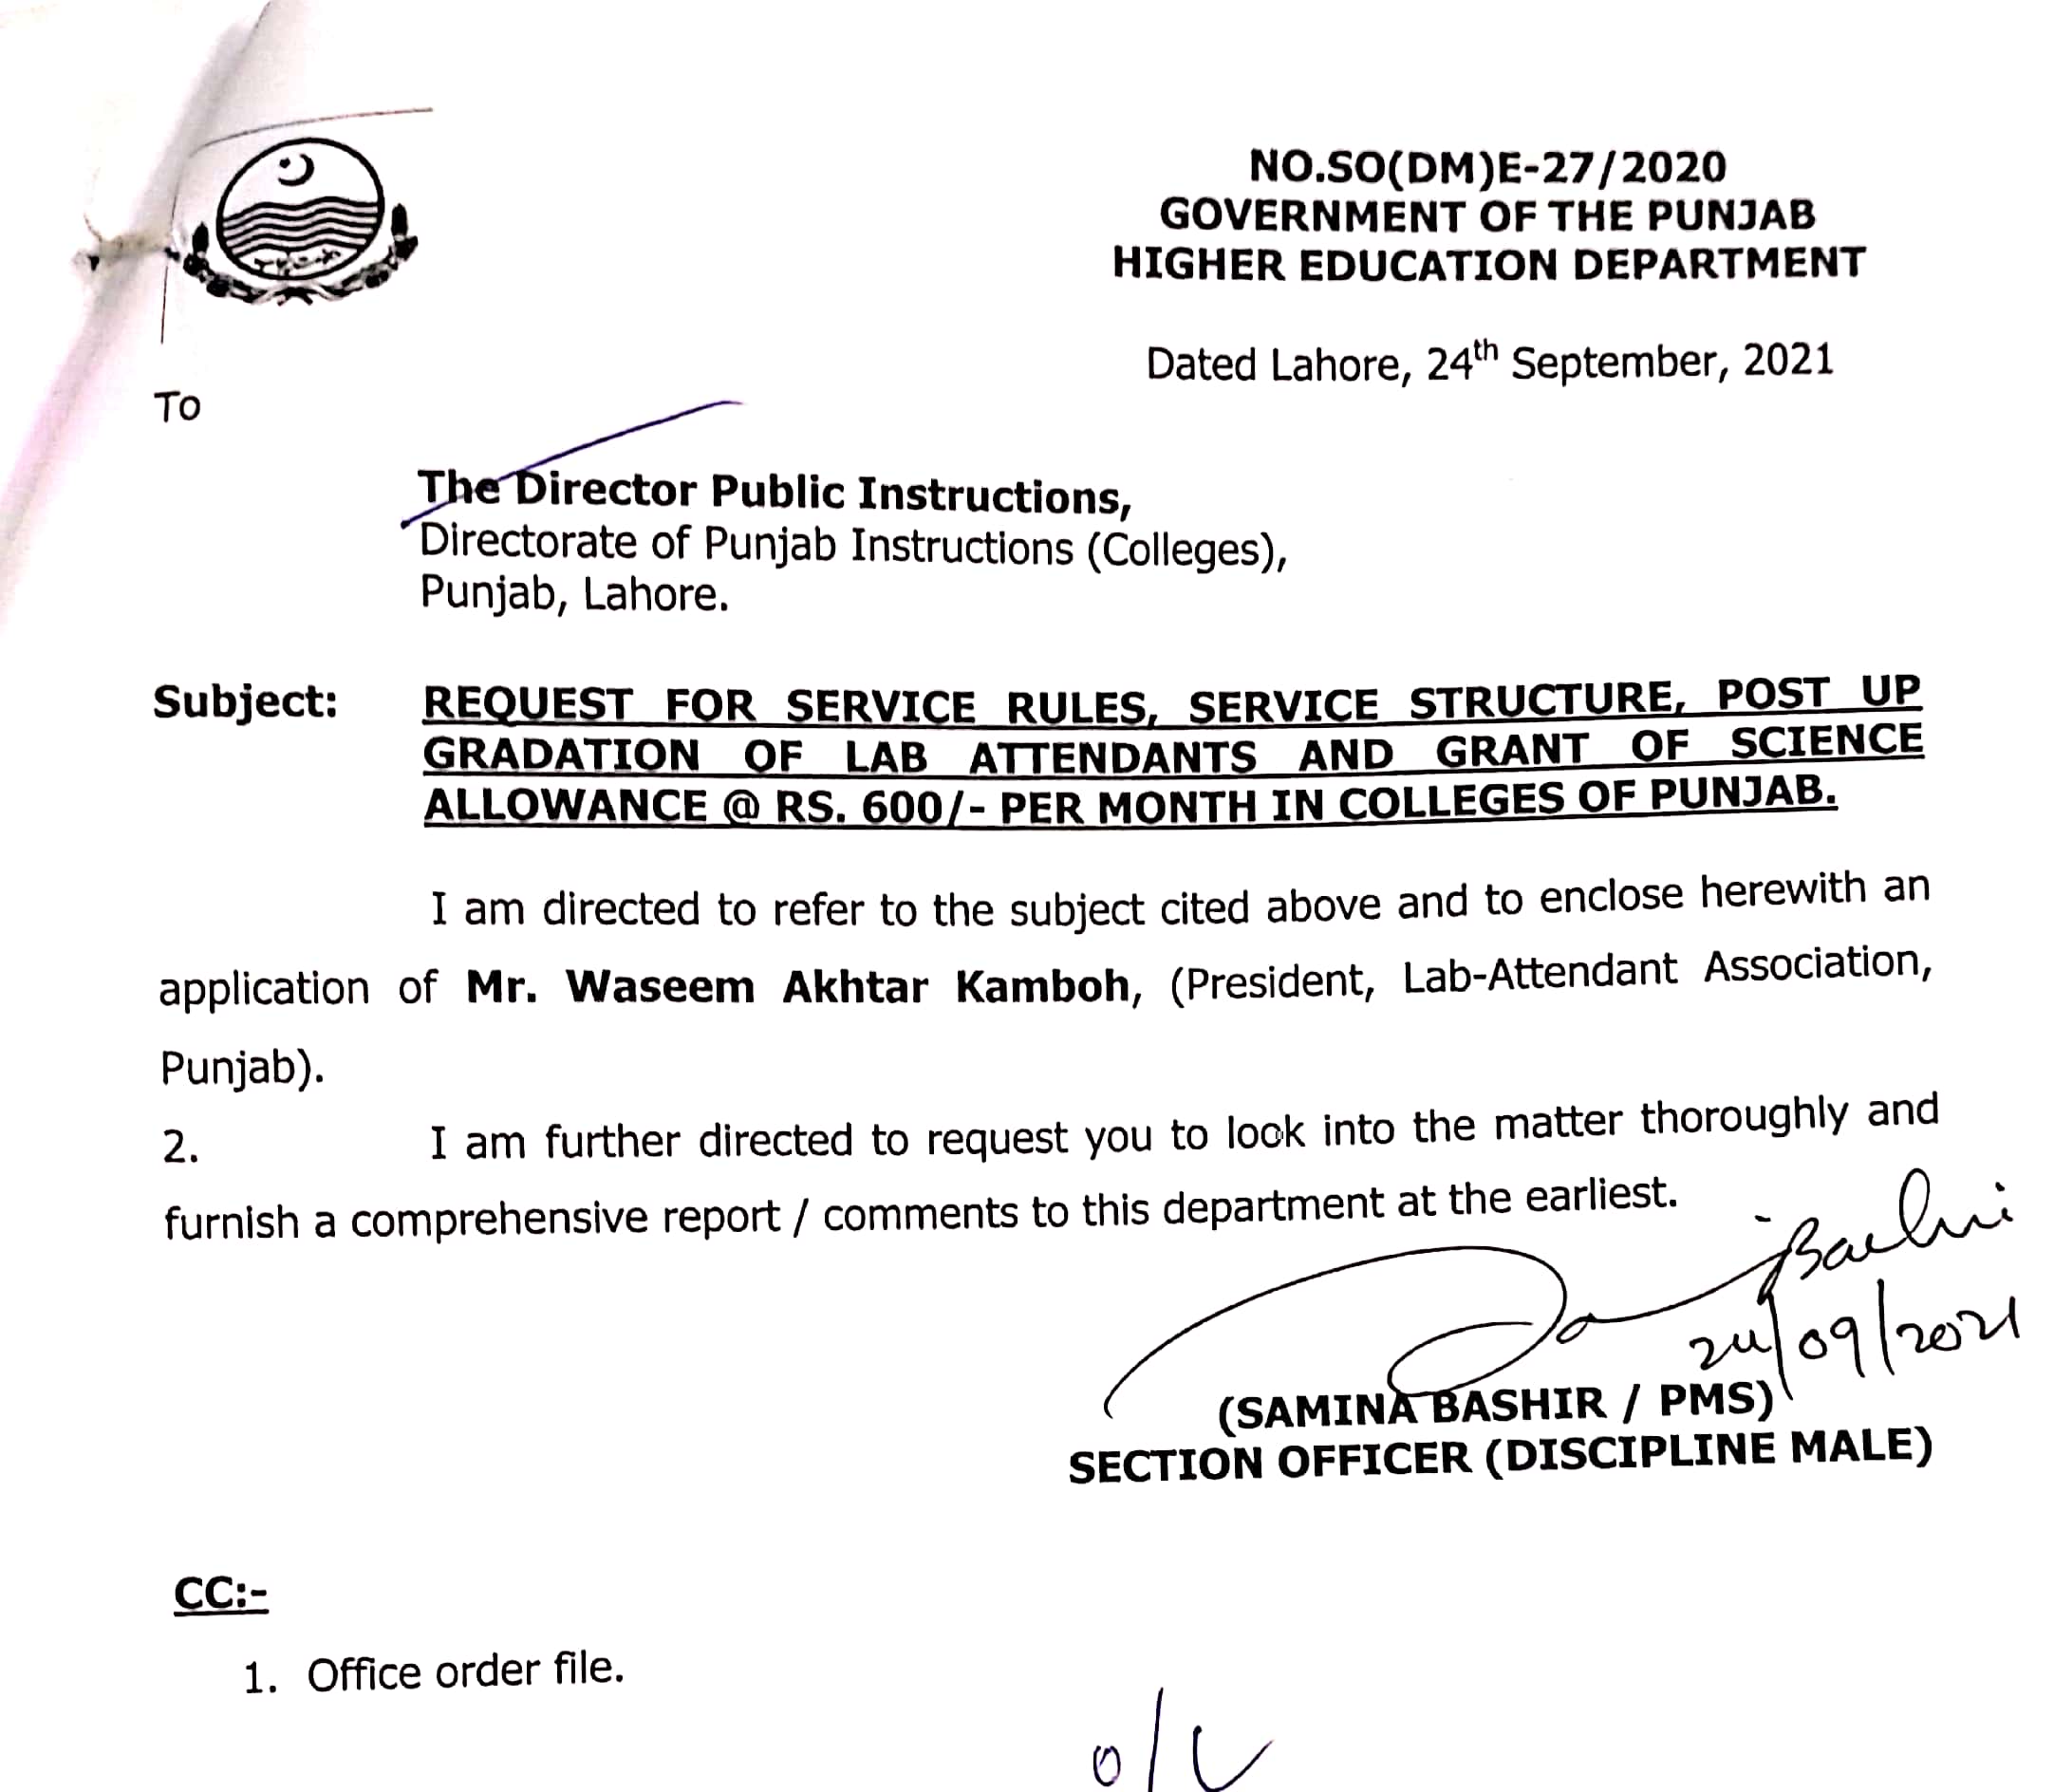 NO.SO(DM)E-27/2020
GOVERNMENT OF THE PUNJAB
HIGHER EDUCATION DEPARTMENT
Dated Lahore, 24th September, 2021
To
The Director Public Instructions,
Directorate of Punjab Instructions (Colleges),
Punjab, Lahore.
Subject: REQUEST FOR SERVICE RULES, SERVICE STRUCTURE, POST UP
GRADATION OF LAB ATTENDANTS AND GRANT OF SCIENCE
ALLOWANCE @ RS. 600/- PER MONTH IN COLLEGES OF PUNJAB.
I am directed to refer to the subject cited above and to enclose herewith an
application of Mr. Waseem Akhtar Kamboh, (President, Lab-Attendant Association,
Punjab).
2. I am further directed to request you to look into the matter thoroughly and
furnish a comprehensive report / comments to this department at the earliest.
24/09/2021
(SAMINA BASHIR / PMS)
SECTION OFFICER (DISCIPLINE MALE)
CC:-
1. Office order file.
O/C